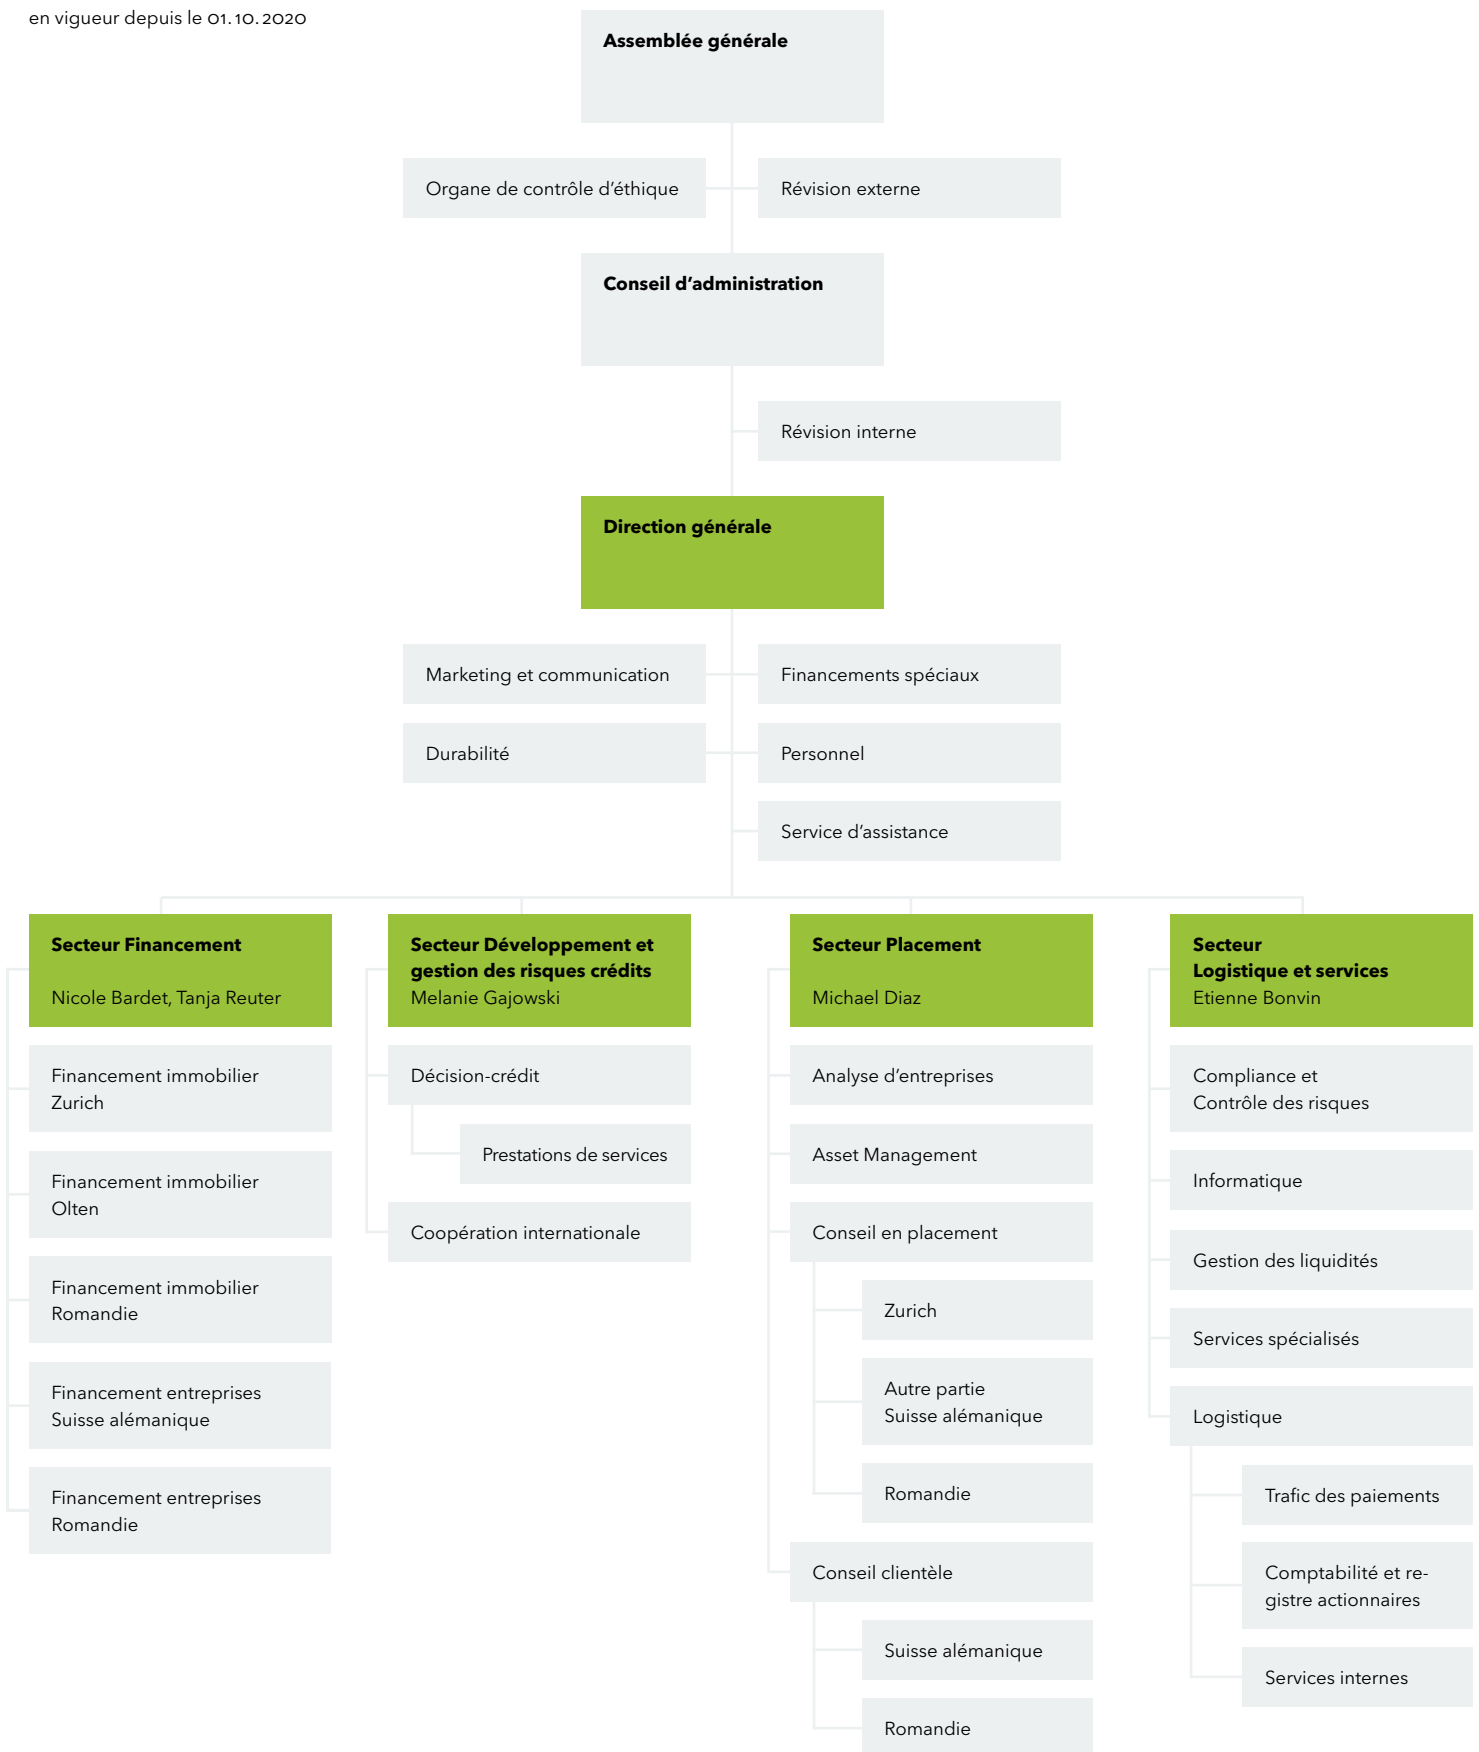 en vigueur depuis le 01.10.2020
Assemblée générale
Organe de contrôle d’éthique
Révision externe
Conseil d’administration
Révision interne
Direction générale
Marketing et communication
Financements spéciaux
Durabilité
Personnel
Service d’assistance
Secteur Financement
Nicole Bardet, Tanja Reuter
Financement immobilier
Zurich
Financement immobilier
Olten
Financement immobilier
Romandie
Financement entreprises
Suisse alémanique
Financement entreprises
Romandie
Secteur Développement et
gestion des risques crédits
Melanie Gajowski
Décision-crédit
Prestations de services
Coopération internationale
Secteur Placement
Michael Diaz
Analyse d’entreprises
Asset Management
Conseil en placement
Zurich
Autre partie
Suisse alémanique
Romandie
Conseil clientèle
Suisse alémanique
Romandie
Secteur
Logistique et services
Etienne Bonvin
Compliance et
Contrôle des risques
Informatique
Gestion des liquidités
Services spécialisés
Logistique
Trafic des paiements
Comptabilité et re-
gistre actionnaires
Services internes